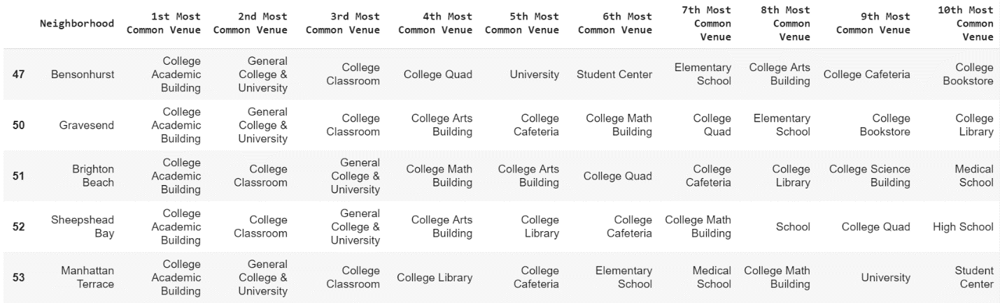 Neighborhood 1st Most Common Venue 2nd Most Common Venue 3rd Most Common Venue 4th Most Common Venue 5th Most Common Venue 6th Most Common Venue 7th Most Common Venue 8th Most Common Venue 9th Most Common Venue 10th Most Common Venue
47 Bensonhurst College Academic Building General College & University College Classroom College Quad University Student Center Elementary School College Arts Building College Cafeteria College Bookstore
50 Gravesend College Academic Building General College & University College Classroom College Arts Building College Cafeteria College Math Building College Quad Elementary School College Bookstore College Library
51 Brighton Beach College Academic Building College Classroom General College & University College Math Building College Arts Building College Quad College Cafeteria College Library College Science Building Medical School
52 Sheepshead Bay College Academic Building College Classroom General College & University College Arts Building College Library College Cafeteria College Math Building School College Quad High School
53 Manhattan Terrace College Academic Building General College & University College Classroom College Library College Cafeteria Elementary School Medical School College Math Building University Student Center